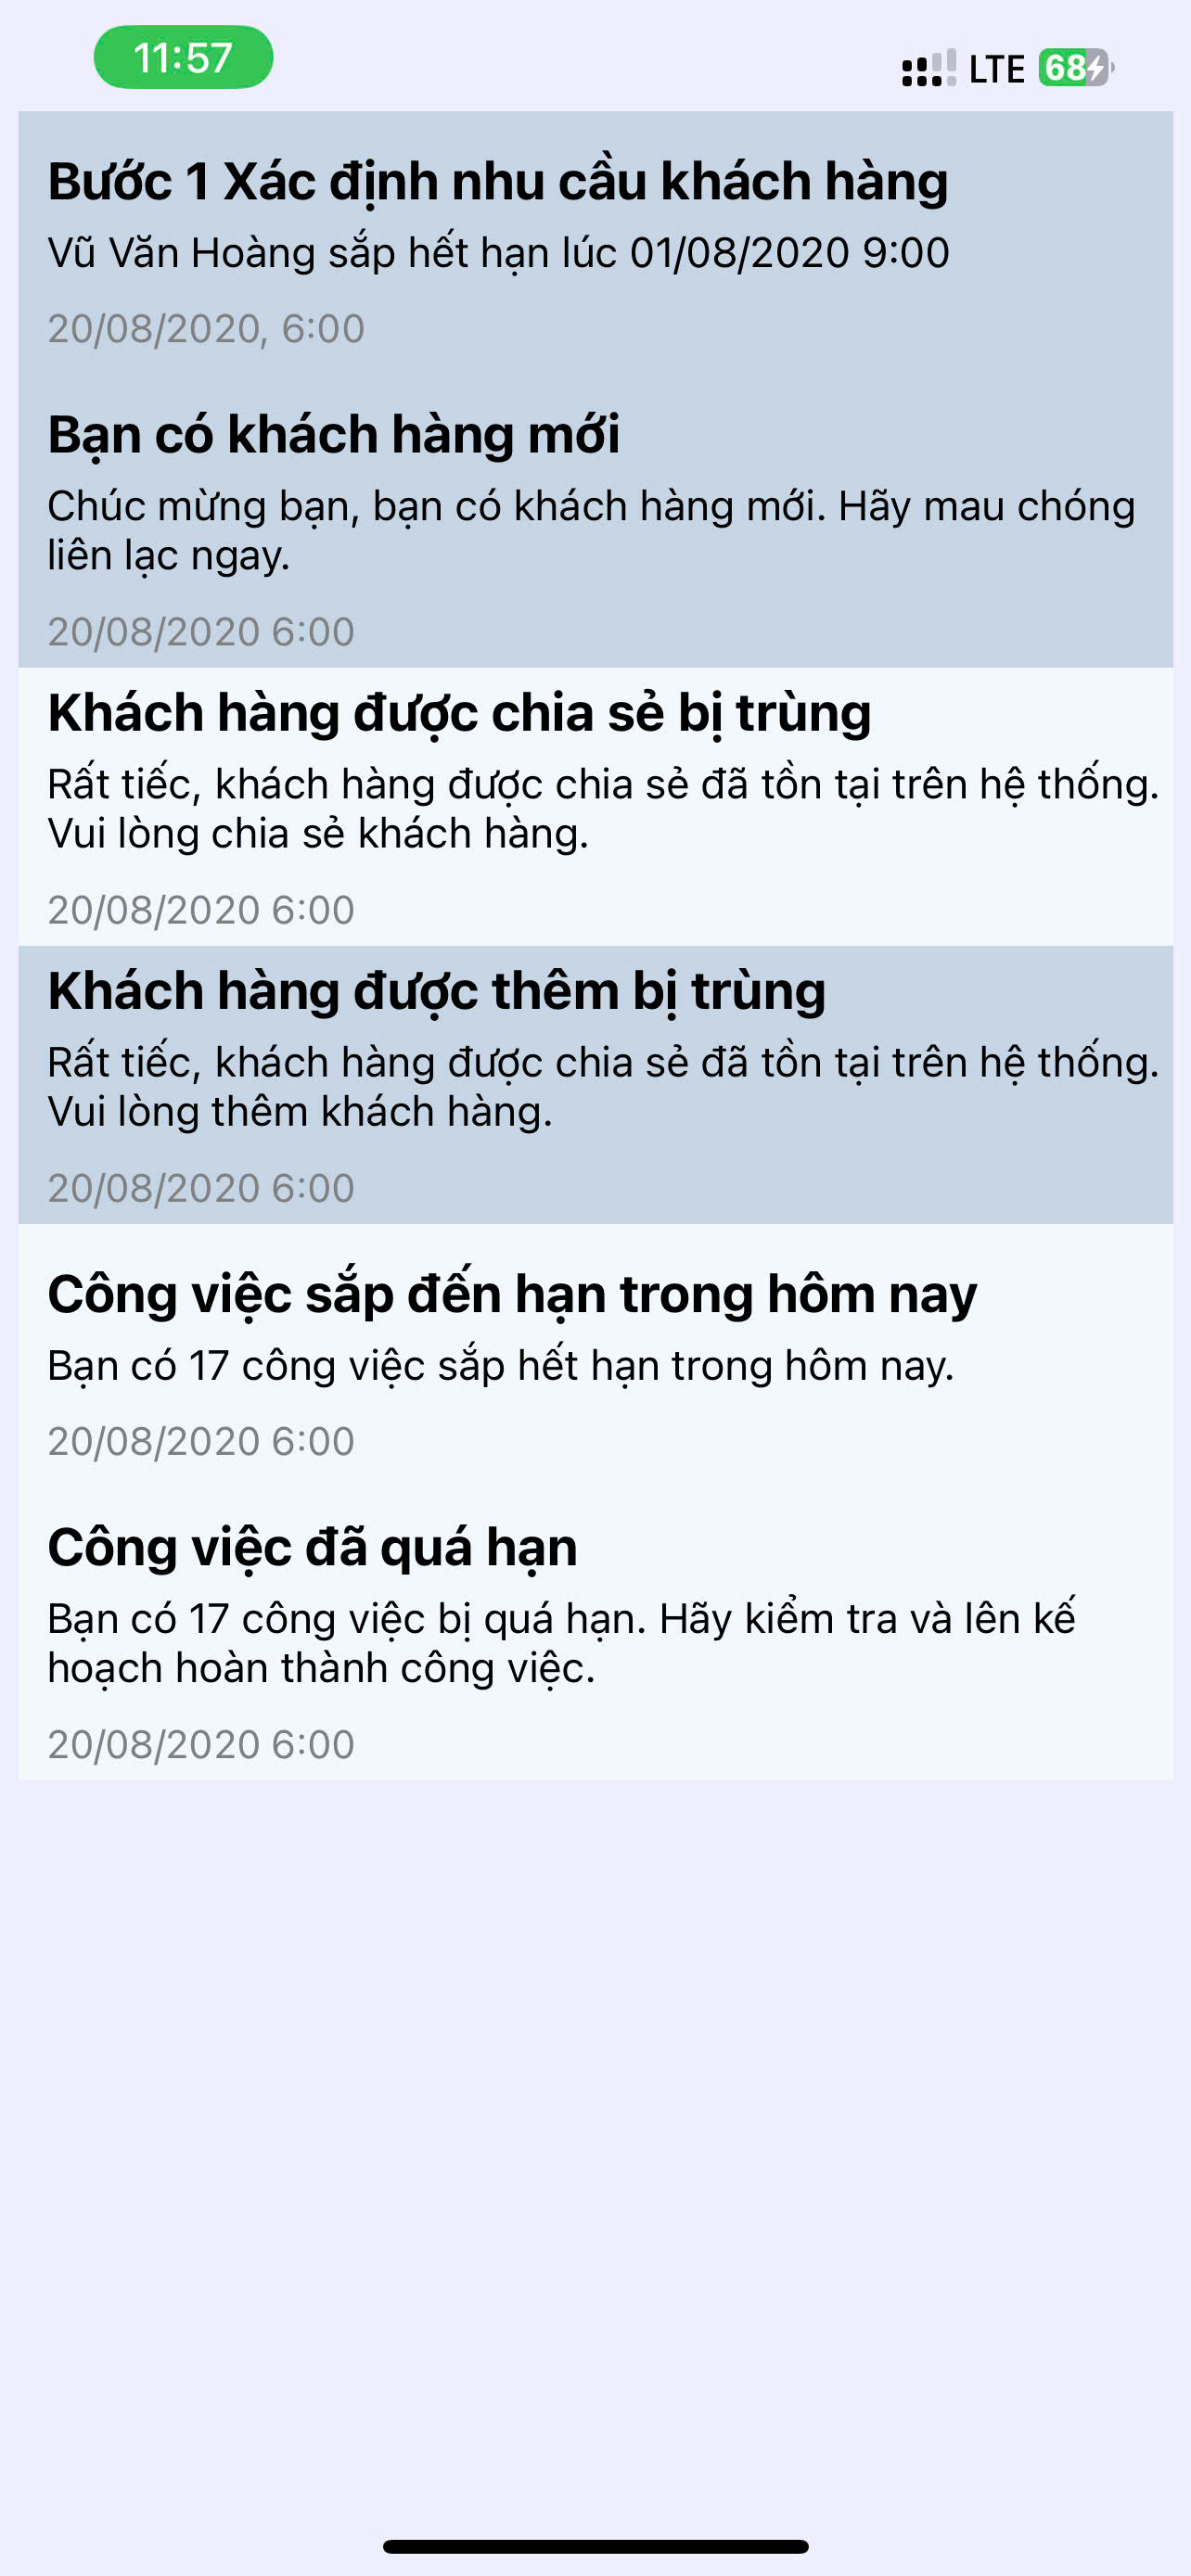 11:57
LTE 68
Bước 1 Xác định nhu cầu khách hàng
Vũ Văn Hoàng sắp hết hạn lúc 01/08/2020 9:00
20/08/2020, 6:00
Bạn có khách hàng mới
Chúc mừng bạn, bạn có khách hàng mới. Hãy mau chóng
liên lạc ngay.
20/08/2020 6:00
Khách hàng được chia sẻ bị trùng
Rất tiếc, khách hàng được chia sẻ đã tồn tại trên hệ thống.
Vui lòng chia sẻ khách hàng.
20/08/2020 6:00
Khách hàng được thêm bị trùng
Rất tiếc, khách hàng được chia sẻ đã tồn tại trên hệ thống.
Vui lòng thêm khách hàng.
20/08/2020 6:00
Công việc sắp đến hạn trong hôm nay
Bạn có 17 công việc sắp hết hạn trong hôm nay.
20/08/2020 6:00
Công việc đã quá hạn
Bạn có 17 công việc bị quá hạn. Hãy kiểm tra và lên kế
hoạch hoàn thành công việc.
20/08/2020 6:00